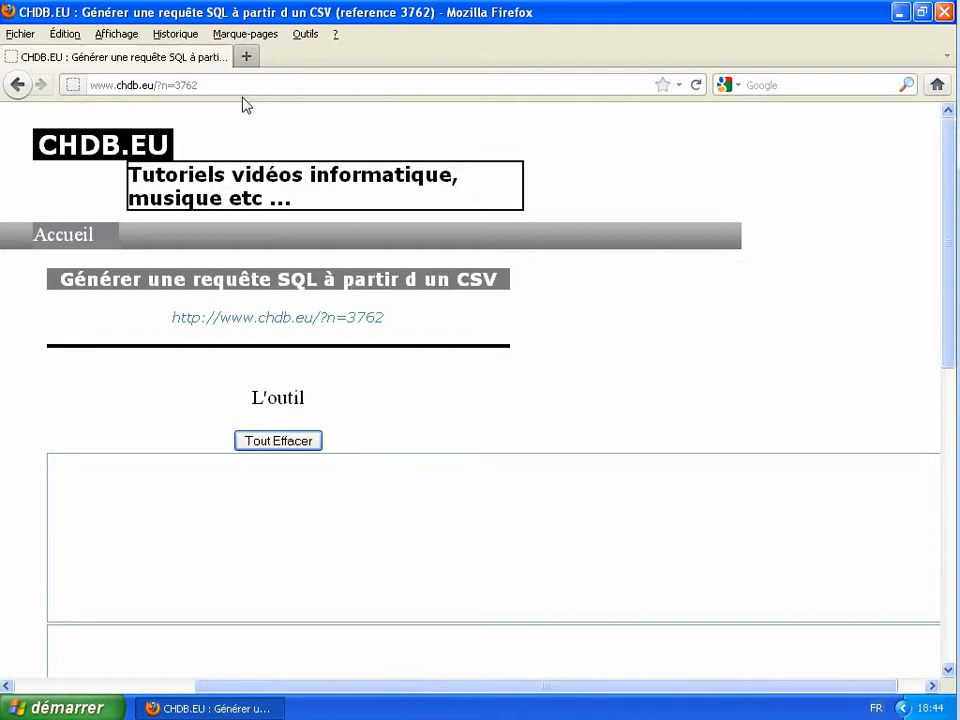 CHDB.EU : Générer une requête SQL à partir d un CSV (reference 3762) - Mozilla Firefox
Fichier Édition Affichage Historique Marque-pages Outils ?
CHDB.EU : Générer une requête SQL à parti...
www.chdb.eu/?n=3762
Google
CHDB.EU
Tutoriels vidéos informatique,
musique etc ...
Accueil
Générer une requête SQL à partir d un CSV
http://www.chdb.eu/?n=3762
L'outil
Tout Effacer
démarrer
CHDB.EU : Générer u...
FR
18:44